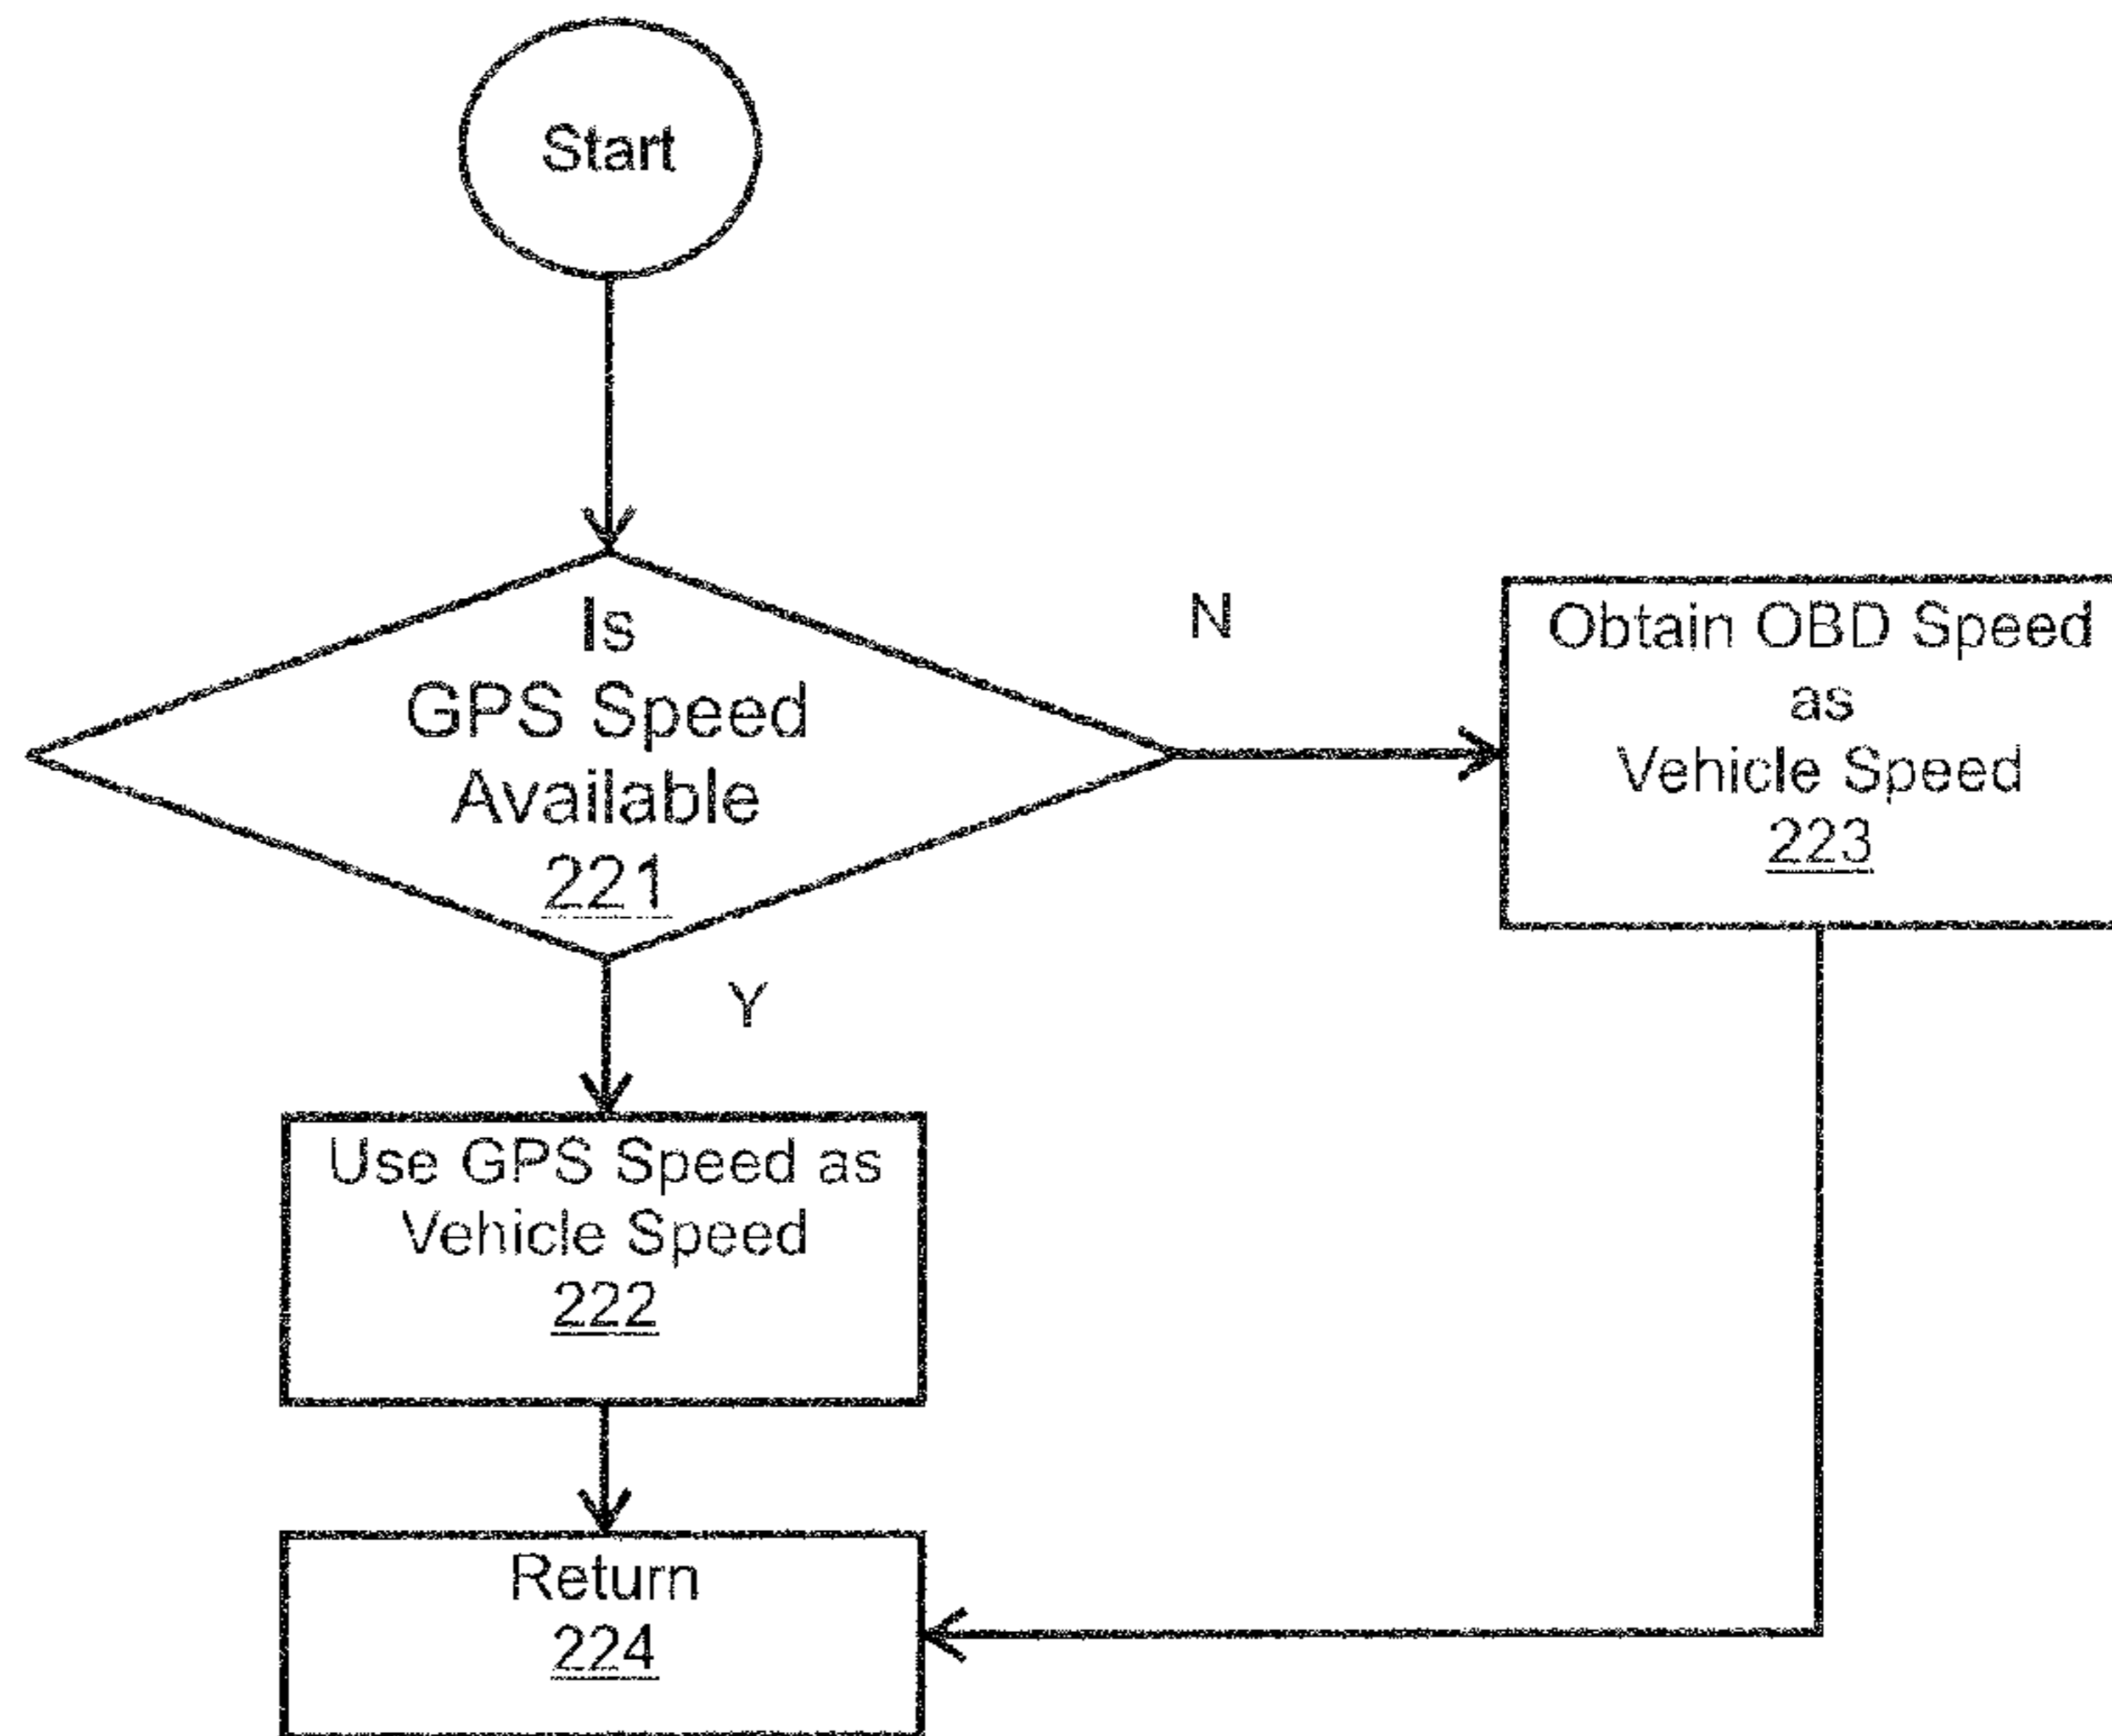 Start
Is
GPS Speed
Available
221
N
Obtain OBD Speed
as
Vehicle Speed
223
Y
Use GPS Speed as
Vehicle Speed
222
Return
224